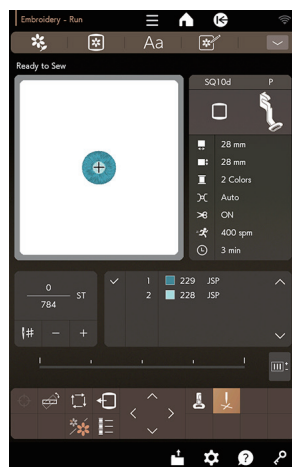 Embroidery - Run
Aa
Ready to Sew
SQ10d P
28 mm
28 mm
2 Colors
Auto
ON
400 spm
3 min
0
784
ST
1 229 JSP
2 228 JSP
#
- +
?